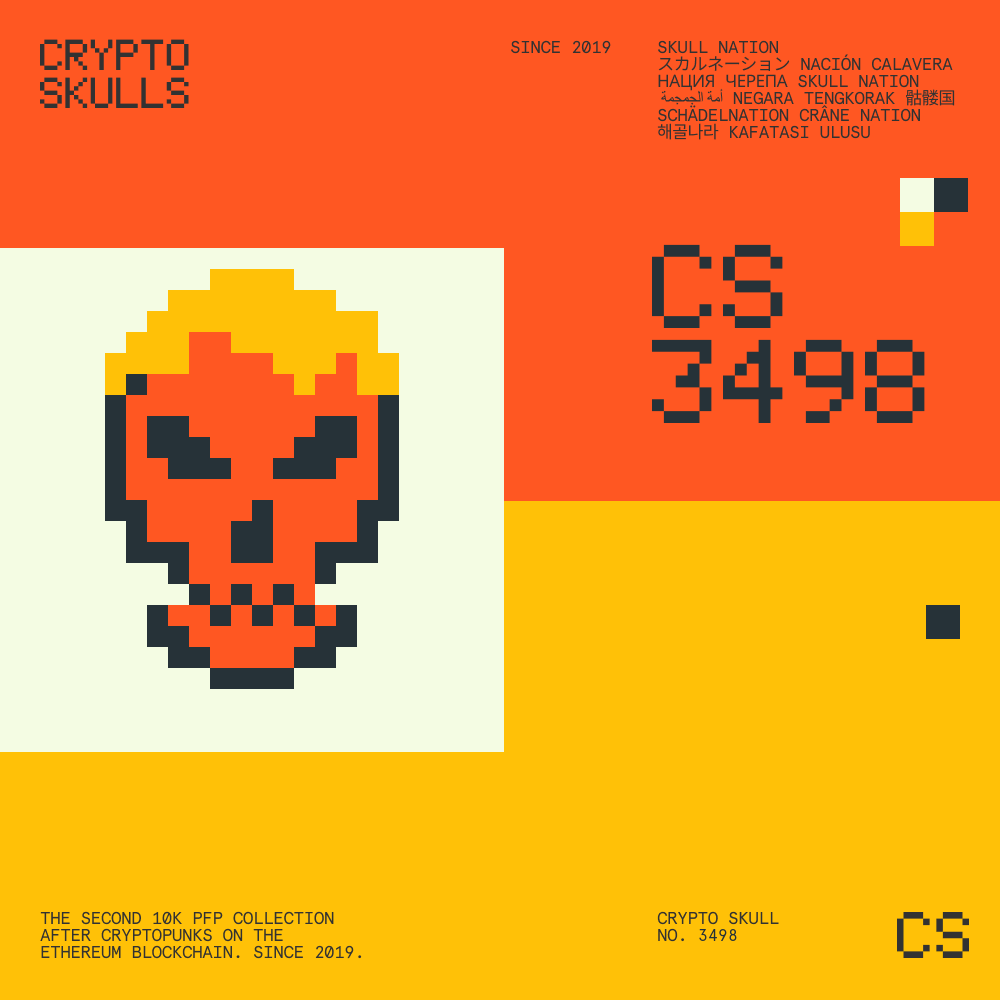 CRYPTO
SKULLS
SINCE 2019
SKULL NATION
スカルネーション NACIÓN CALAVERA
НАЦИЯ ЧЕРЕПА SKULL NATION
أمة الجمجمة NEGARA TENGKORAK 骷髅国
SCHÄDELNATION CRÂNE NATION
해골나라 KAFATASI ULUSU
CS
3498
THE SECOND 10K PFP COLLECTION
AFTER CRYPTOPUNKS ON THE
ETHEREUM BLOCKCHAIN. SINCE 2019.
CRYPTO SKULL
NO. 3498
CS